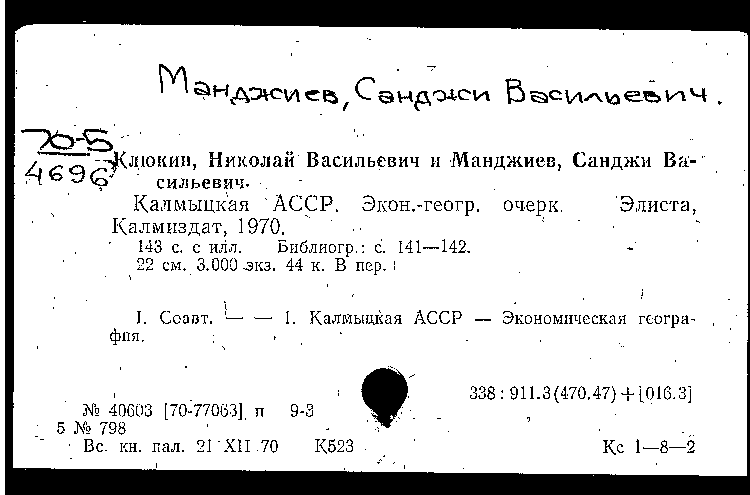 Манджиев, Санджи Васильевич.
70-5
4696
Клюкин, Николай Васильевич и Манджиев, Санджи Ва-
сильевич.
Калмыцкая АССР. Экон.-геогр. очерк. Элиста,
Калмиздат, 1970.
143 с. с илл. Библиогр.: с. 141—142.
22 см. 3.000 экз. 44 к. В пер.
I. Соавт. — — 1. Калмыцкая АССР — Экономическая геогра-
фия.
338 : 911.3(470.47) + [016.3]
№ 40603 [70-77063] п 9-3
5 № 798
Вс. кн. пал. 21 XII 70 К523 Кс 1—8—2